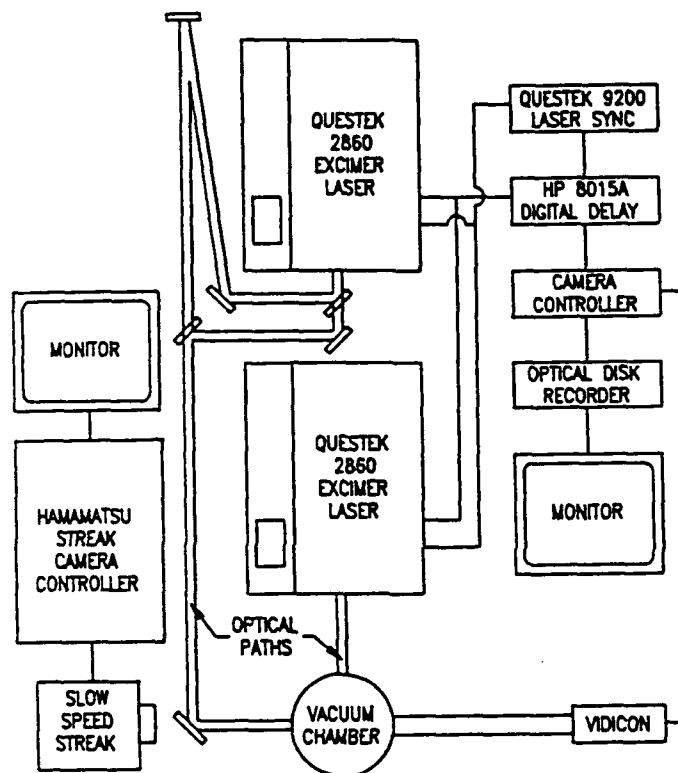 QUESTEK
2860
EXCIMER
LASER
QUESTEK 9200
LASER SYNC
HP 8015A
DIGITAL DELAY
CAMERA
CONTROLLER
OPTICAL DISK
RECORDER
MONITOR
MONITOR
QUESTEK
2860
EXCIMER
LASER
HAMAMATSU
STREAK
CAMERA
CONTROLLER
OPTICAL
PATHS
SLOW
SPEED
STREAK
VACUUM
CHAMBER
VIDICON